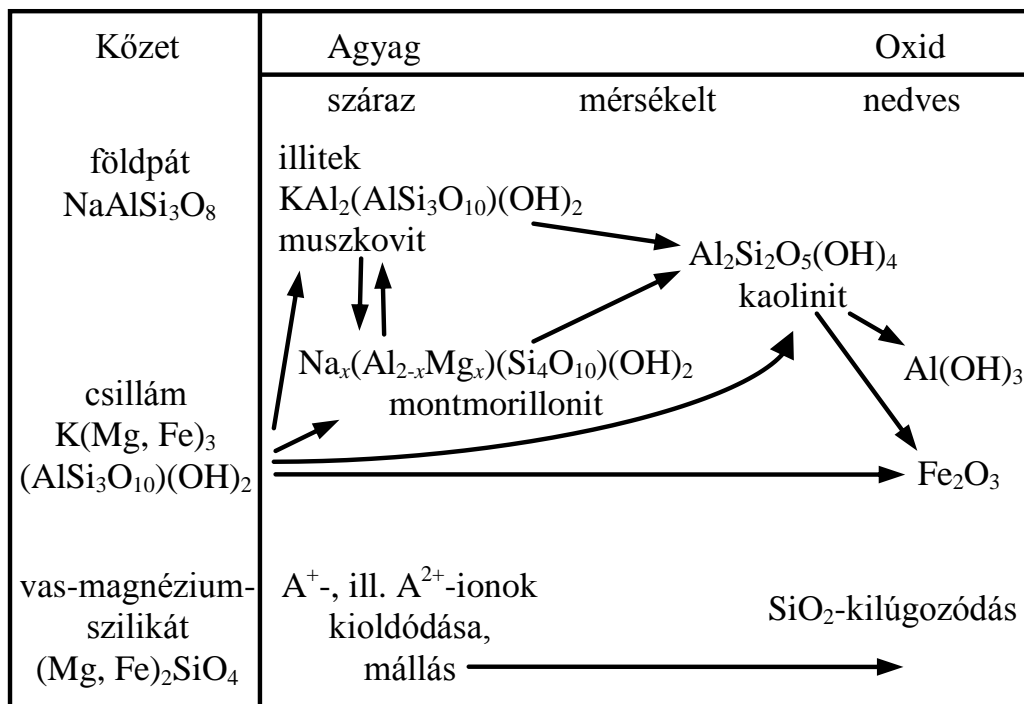 Kőzet
Agyag
Oxid
száraz
mérsékelt
nedves
földpát
NaAlSi₃O₈
illitek
KAl₂(AlSi₃O₁₀)(OH)₂
muszkovit
Al₂Si₂O₅(OH)₄
kaolinit
Naₓ(Al₂₋ₓMgₓ)(Si₄O₁₀)(OH)₂
montmorillonit
Al(OH)₃
csillám
K(Mg, Fe)₃
(AlSi₃O₁₀)(OH)₂
Fe₂O₃
vas-magnézium-
szilikát
(Mg, Fe)₂SiO₄
A⁺-, ill. A²⁺-ionok
kioldódása,
mállás
SiO₂-kilúgozódás